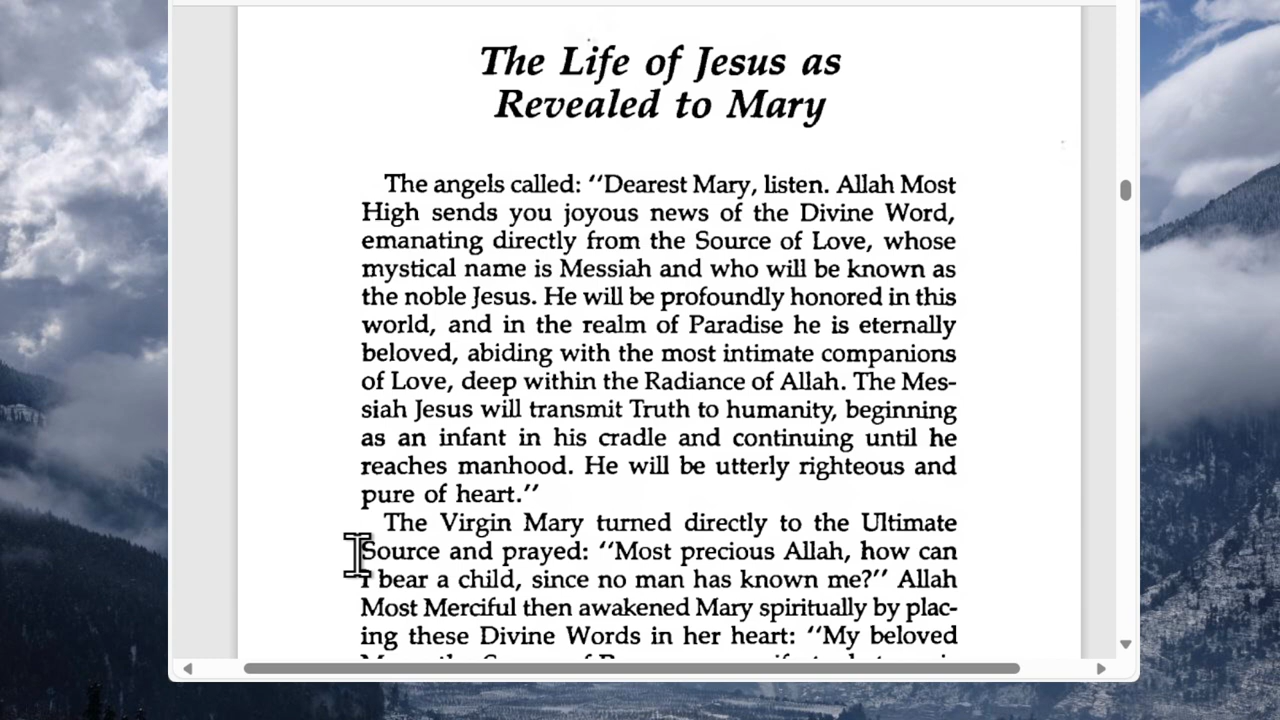 The Life of Jesus as
Revealed to Mary
The angels called: ‘‘Dearest Mary, listen. Allah Most
High sends you joyous news of the Divine Word,
emanating directly from the Source of Love, whose
mystical name is Messiah and who will be known as
the noble Jesus. He will be profoundly honored in this
world, and in the realm of Paradise he is eternally
beloved, abiding with the most intimate companions
of Love, deep within the Radiance of Allah. The Mes-
siah Jesus will transmit Truth to humanity, beginning
as an infant in his cradle and continuing until he
reaches manhood. He will be utterly righteous and
pure of heart.’’
The Virgin Mary turned directly to the Ultimate
Source and prayed: ‘‘Most precious Allah, how can
I bear a child, since no man has known me?’’ Allah
Most Merciful then awakened Mary spiritually by plac-
ing these Divine Words in her heart: ‘‘My beloved